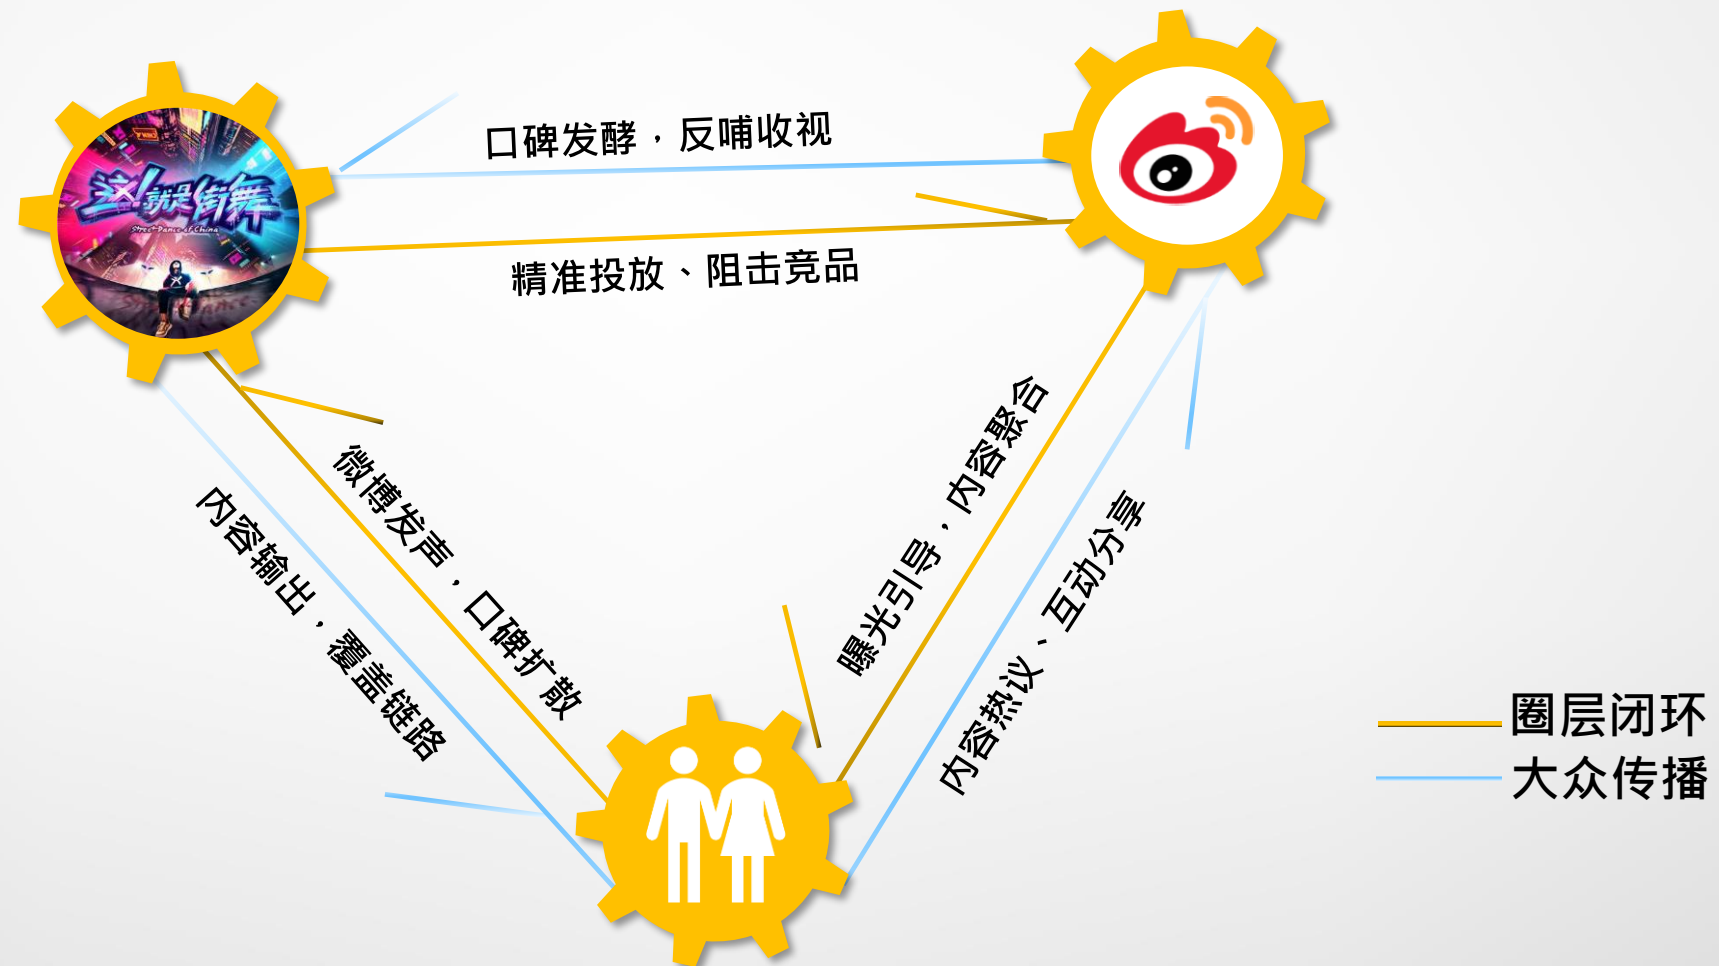 口碑发酵，反哺收视
这！就是街舞
Street Dance of China
精准投放、阻击竞品
微博发声，口碑扩散
内容输出，覆盖链路
曝光引导，内容聚合
内容热议、互动分享
圈层闭环
大众传播